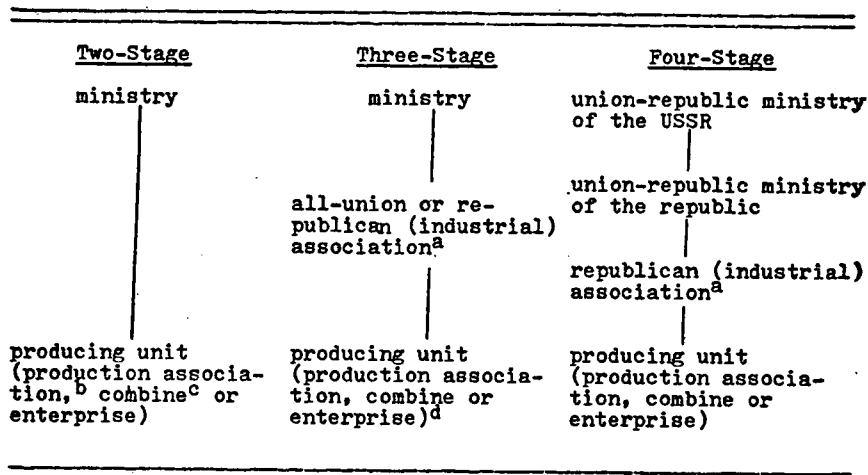 Two-Stage
ministry
producing unit
(production associa-
tion,b combinec or
enterprise)
Three-Stage
ministry
all-union or re-
publican (industrial)
associationa
producing unit
(production associa-
tion, combine or
enterprise)d
Four-Stage
union-republic ministry
of the USSR
union-republic ministry
of the republic
republican (industrial)
associationa
producing unit
(production associa-
tion, combine or
enterprise)